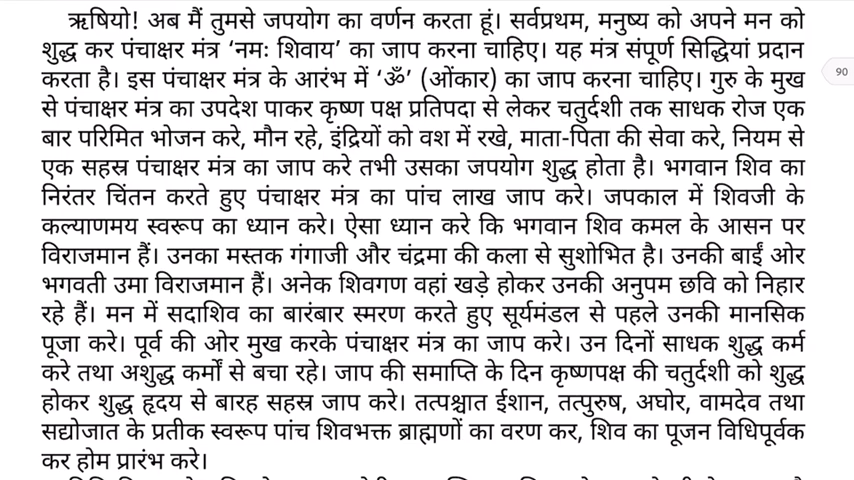 ऋषियो! अब मैं तुमसे जपयोग का वर्णन करता हूं। सर्वप्रथम, मनुष्य को अपने मन को
शुद्ध कर पंचाक्षर मंत्र ‘नमः शिवाय’ का जाप करना चाहिए। यह मंत्र संपूर्ण सिद्धियां प्रदान
करता है। इस पंचाक्षर मंत्र के आरंभ में ‘ॐ’ (ओंकार) का जाप करना चाहिए। गुरु के मुख
90
से पंचाक्षर मंत्र का उपदेश पाकर कृष्ण पक्ष प्रतिपदा से लेकर चतुर्दशी तक साधक रोज एक
बार परिमित भोजन करे, मौन रहे, इंद्रियों को वश में रखे, माता-पिता की सेवा करे, नियम से
एक सहस्र पंचाक्षर मंत्र का जाप करे तभी उसका जपयोग शुद्ध होता है। भगवान शिव का
निरंतर चिंतन करते हुए पंचाक्षर मंत्र का पांच लाख जाप करे। जपकाल में शिवजी के
कल्याणमय स्वरूप का ध्यान करे। ऐसा ध्यान करे कि भगवान शिव कमल के आसन पर
विराजमान हैं। उनका मस्तक गंगाजी और चंद्रमा की कला से सुशोभित है। उनकी बाईं ओर
भगवती उमा विराजमान हैं। अनेक शिवगण वहां खड़े होकर उनकी अनुपम छवि को निहार
रहे हैं। मन में सदाशिव का बारंबार स्मरण करते हुए सूर्यमंडल से पहले उनकी मानसिक
पूजा करे। पूर्व की ओर मुख करके पंचाक्षर मंत्र का जाप करे। उन दिनों साधक शुद्ध कर्म
करे तथा अशुद्ध कर्मों से बचा रहे। जाप की समाप्ति के दिन कृष्णपक्ष की चतुर्दशी को शुद्ध
होकर शुद्ध हृदय से बारह सहस्र जाप करे। तत्पश्चात ईशान, तत्पुरुष, अघोर, वामदेव तथा
सद्योजात के प्रतीक स्वरूप पांच शिवभक्त ब्राह्मणों का वरण कर, शिव का पूजन विधिपूर्वक
कर होम प्रारंभ करे।